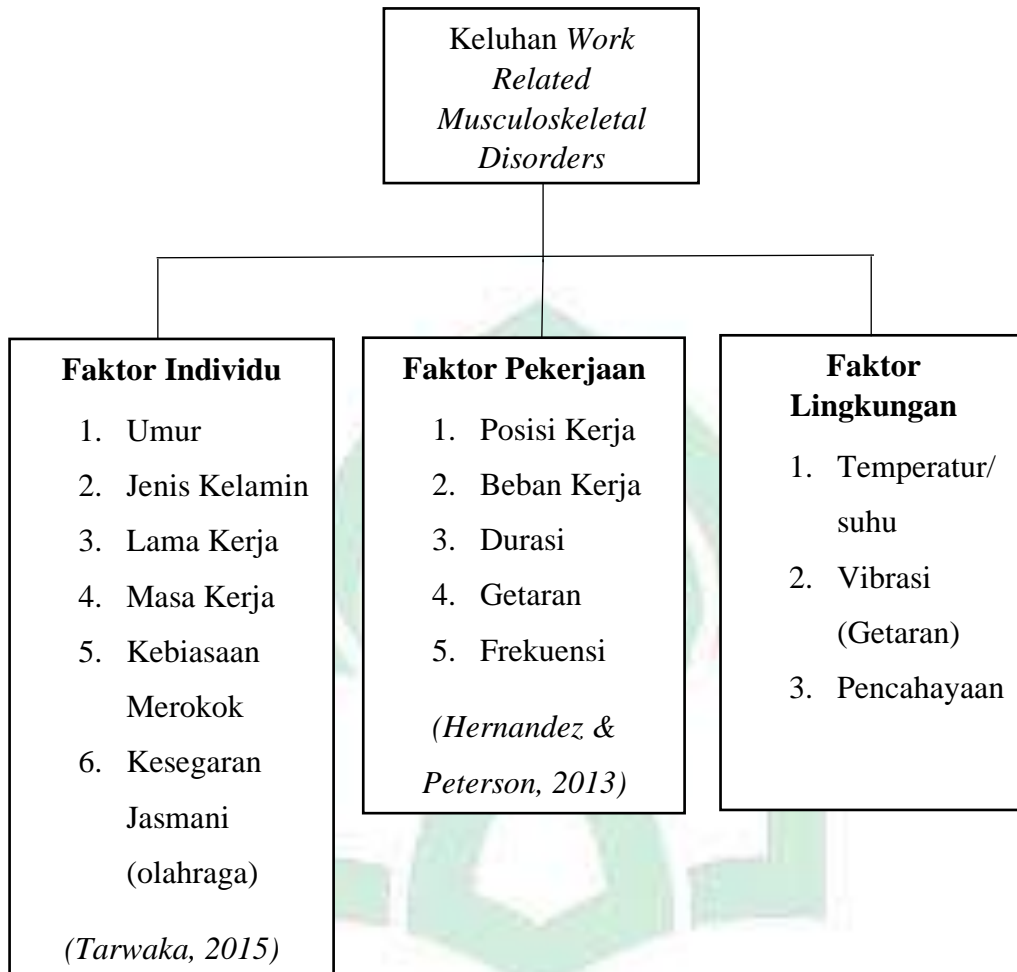 Keluhan Work
Related
Musculoskeletal
Disorders
Faktor Individu
1. Umur
2. Jenis Kelamin
3. Lama Kerja
4. Masa Kerja
5. Kebiasaan
Merokok
6. Kesegaran
Jasmani
(olahraga)
(Tarwaka, 2015)
Faktor Pekerjaan
1. Posisi Kerja
2. Beban Kerja
3. Durasi
4. Getaran
5. Frekuensi
(Hernandez &
Peterson, 2013)
Faktor
Lingkungan
1. Temperatur/
suhu
2. Vibrasi
(Getaran)
3. Pencahayaan